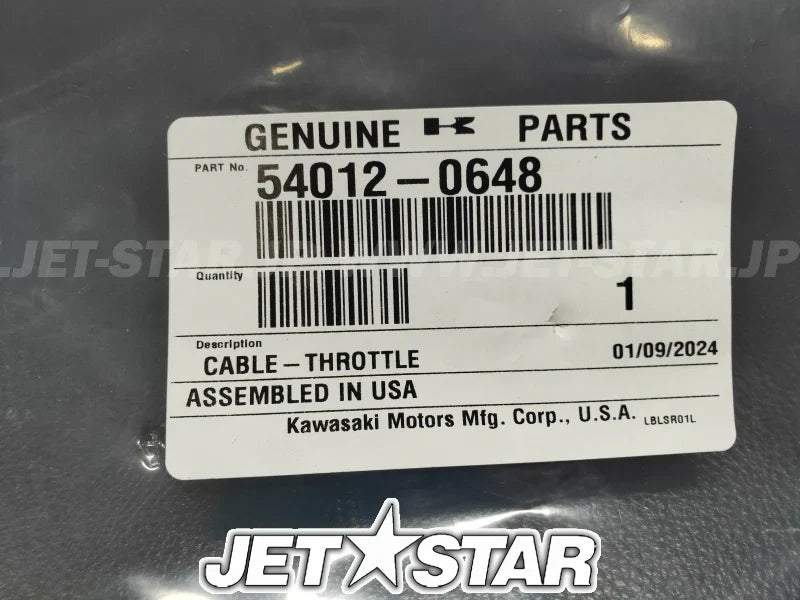 GENUINE K PARTS
PART No. 54012-0648
JET-STAR.JP WWW.JET-STAR.JP
Quantity 1
Description
CABLE-THROTTLE 01/09/2024
ASSEMBLED IN USA
Kawasaki Motors Mfg. Corp., U.S.A. LBLSR01L
JET★STAR